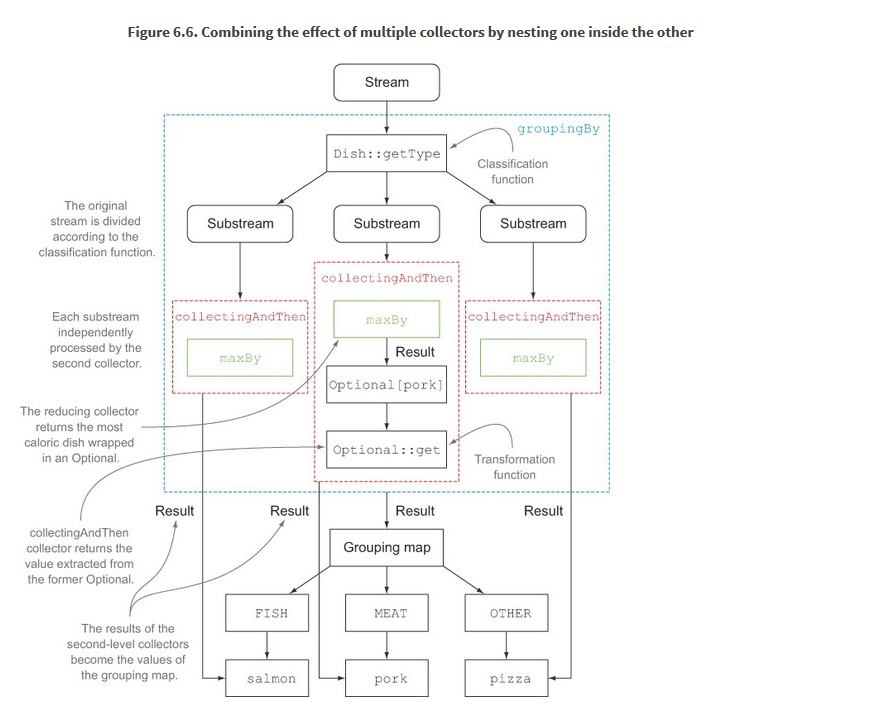 Figure 6.6. Combining the effect of multiple collectors by nesting one inside the other
Stream
groupingBy
Dish::getType
Classification
function
The original
stream is divided
according to the
classification function.
Substream
Substream
Substream
collectingAndThen
Each substream
independently
processed by the
second collector.
collectingAndThen
maxBy
collectingAndThen
maxBy
maxBy
Result
Optional[pork]
The reducing collector
returns the most
caloric dish wrapped
in an Optional.
Optional::get
Transformation
function
Result
Result
Result
Result
collectingAndThen
collector returns the
value extracted from
the former Optional.
Grouping map
FISH
MEAT
OTHER
The results of the
second-level collectors
become the values of
the grouping map.
salmon
pork
pizza